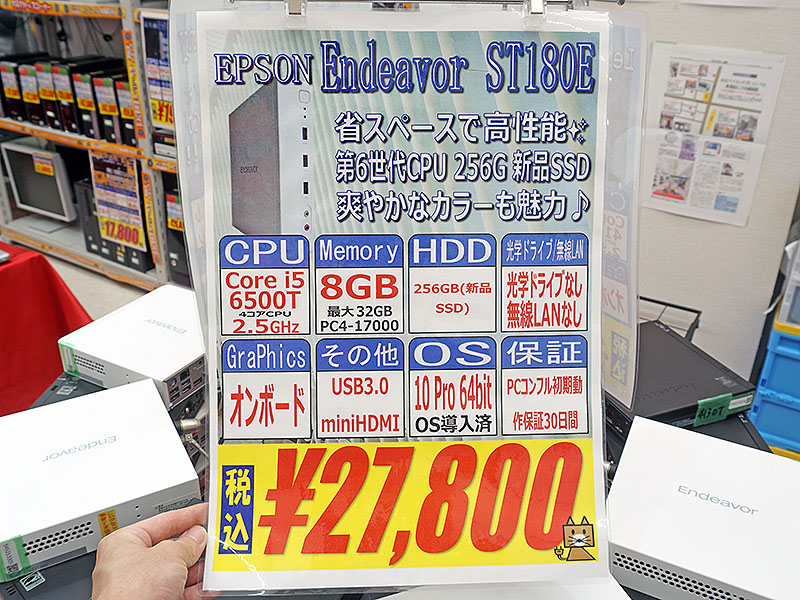 EPSON Endeavor ST180E
省スペースで高性能
第6世代CPU 256G 新品SSD
爽やかなカラーも魅力♪
CPU
Core i5
6500T
4コアCPU
2.5GHz
Memory
8GB
最大32GB
PC4-17000
HDD
256GB(新品
SSD)
光学ドライブ/無線LAN
光学ドライブなし
無線LANなし
GraPhics
オンボード
その他
USB3.0
miniHDMI
OS
10 Pro 64bit
OS導入済
保証
PCコンフル初期動
作保証30日間
税込
¥27,800
Endeavor
Endeavor
Endeavor
Endeavor
17,800